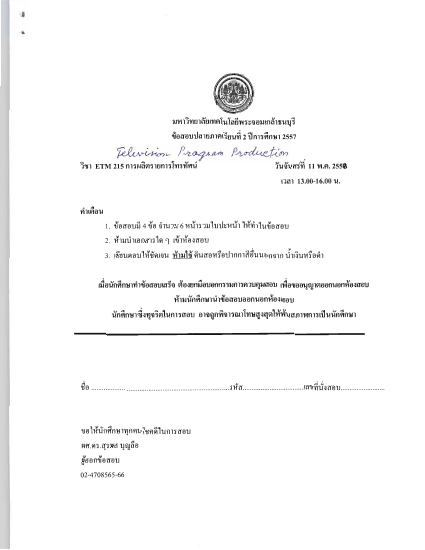 มหาวิทยาลัยเทคโนโลยีพระจอมเกล้าธนบุรี
ข้อสอบปลายภาคเรียนที่ 2 ปีการศึกษา 2557
Television Program Production
วิชา ETM 215 การผลิตรายการโทรทัศน์ วันจันทร์ที่ 11 พ.ค. 2558
เวลา 13.00-16.00 น.
คำเตือน
1. ข้อสอบมี 4 ข้อ จำนวน 6 หน้ารวมใบปะหน้า ให้ทำในข้อสอบ
2. ห้ามนำเอกสารใด ๆ เข้าห้องสอบ
3. เขียนตอบให้ชัดเจน ห้ามใช้ ดินสอหรือปากกาสีอื่นนอกจาก น้ำเงินหรือดำ
เมื่อนักศึกษาทำข้อสอบเสร็จ ต้องยกมือบอกกรรมการควบคุมสอบ เพื่อขออนุญาตออกนอกห้องสอบ
ห้ามนักศึกษานำข้อสอบออกนอกห้องสอบ
นักศึกษาซึ่งทุจริตในการสอบ อาจถูกพิจารณาโทษสูงสุดให้พ้นสภาพการเป็นนักศึกษา
ชื่อ ..................................................รหัส.....................เลขที่นั่งสอบ...............
ขอให้นักศึกษาทุกคนโชคดีในการสอบ
ผศ.ดร.สุรพล บุญลือ
ผู้ออกข้อสอบ
02-4708565-66